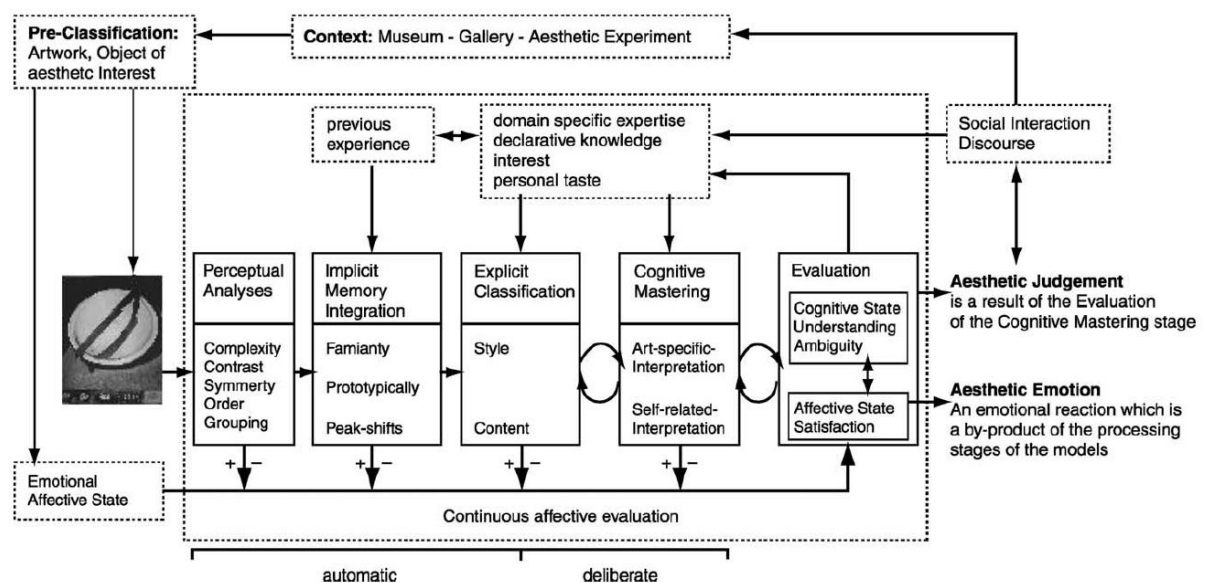 Pre-Classification:
Artwork, Object of
aesthetc Interest
Context: Museum - Gallery - Aesthetic Experiment
previous
experience
domain specific expertise
declarative knowledge
interest
personal taste
Social Interaction
Discourse
Perceptual
Analyses
Complexity
Contrast
Symmerty
Order
Grouping
Implicit
Memory
Integration
Famianty
Prototypically
Peak-shifts
Explicit
Classification
Style
Content
Cognitive
Mastering
Art-specific-
Interpretation
Self-related-
Interpretation
Evaluation
Cognitive State
Understanding
Ambiguity
Affective State
Satisfaction
Aesthetic Judgement
is a result of the Evaluation
of the Cognitive Mastering stage
Aesthetic Emotion
An emotional reaction which is
a by-product of the processing
stages of the models
+ −
+ −
+ −
+ −
Emotional
Affective State
Continuous affective evaluation
automatic
deliberate